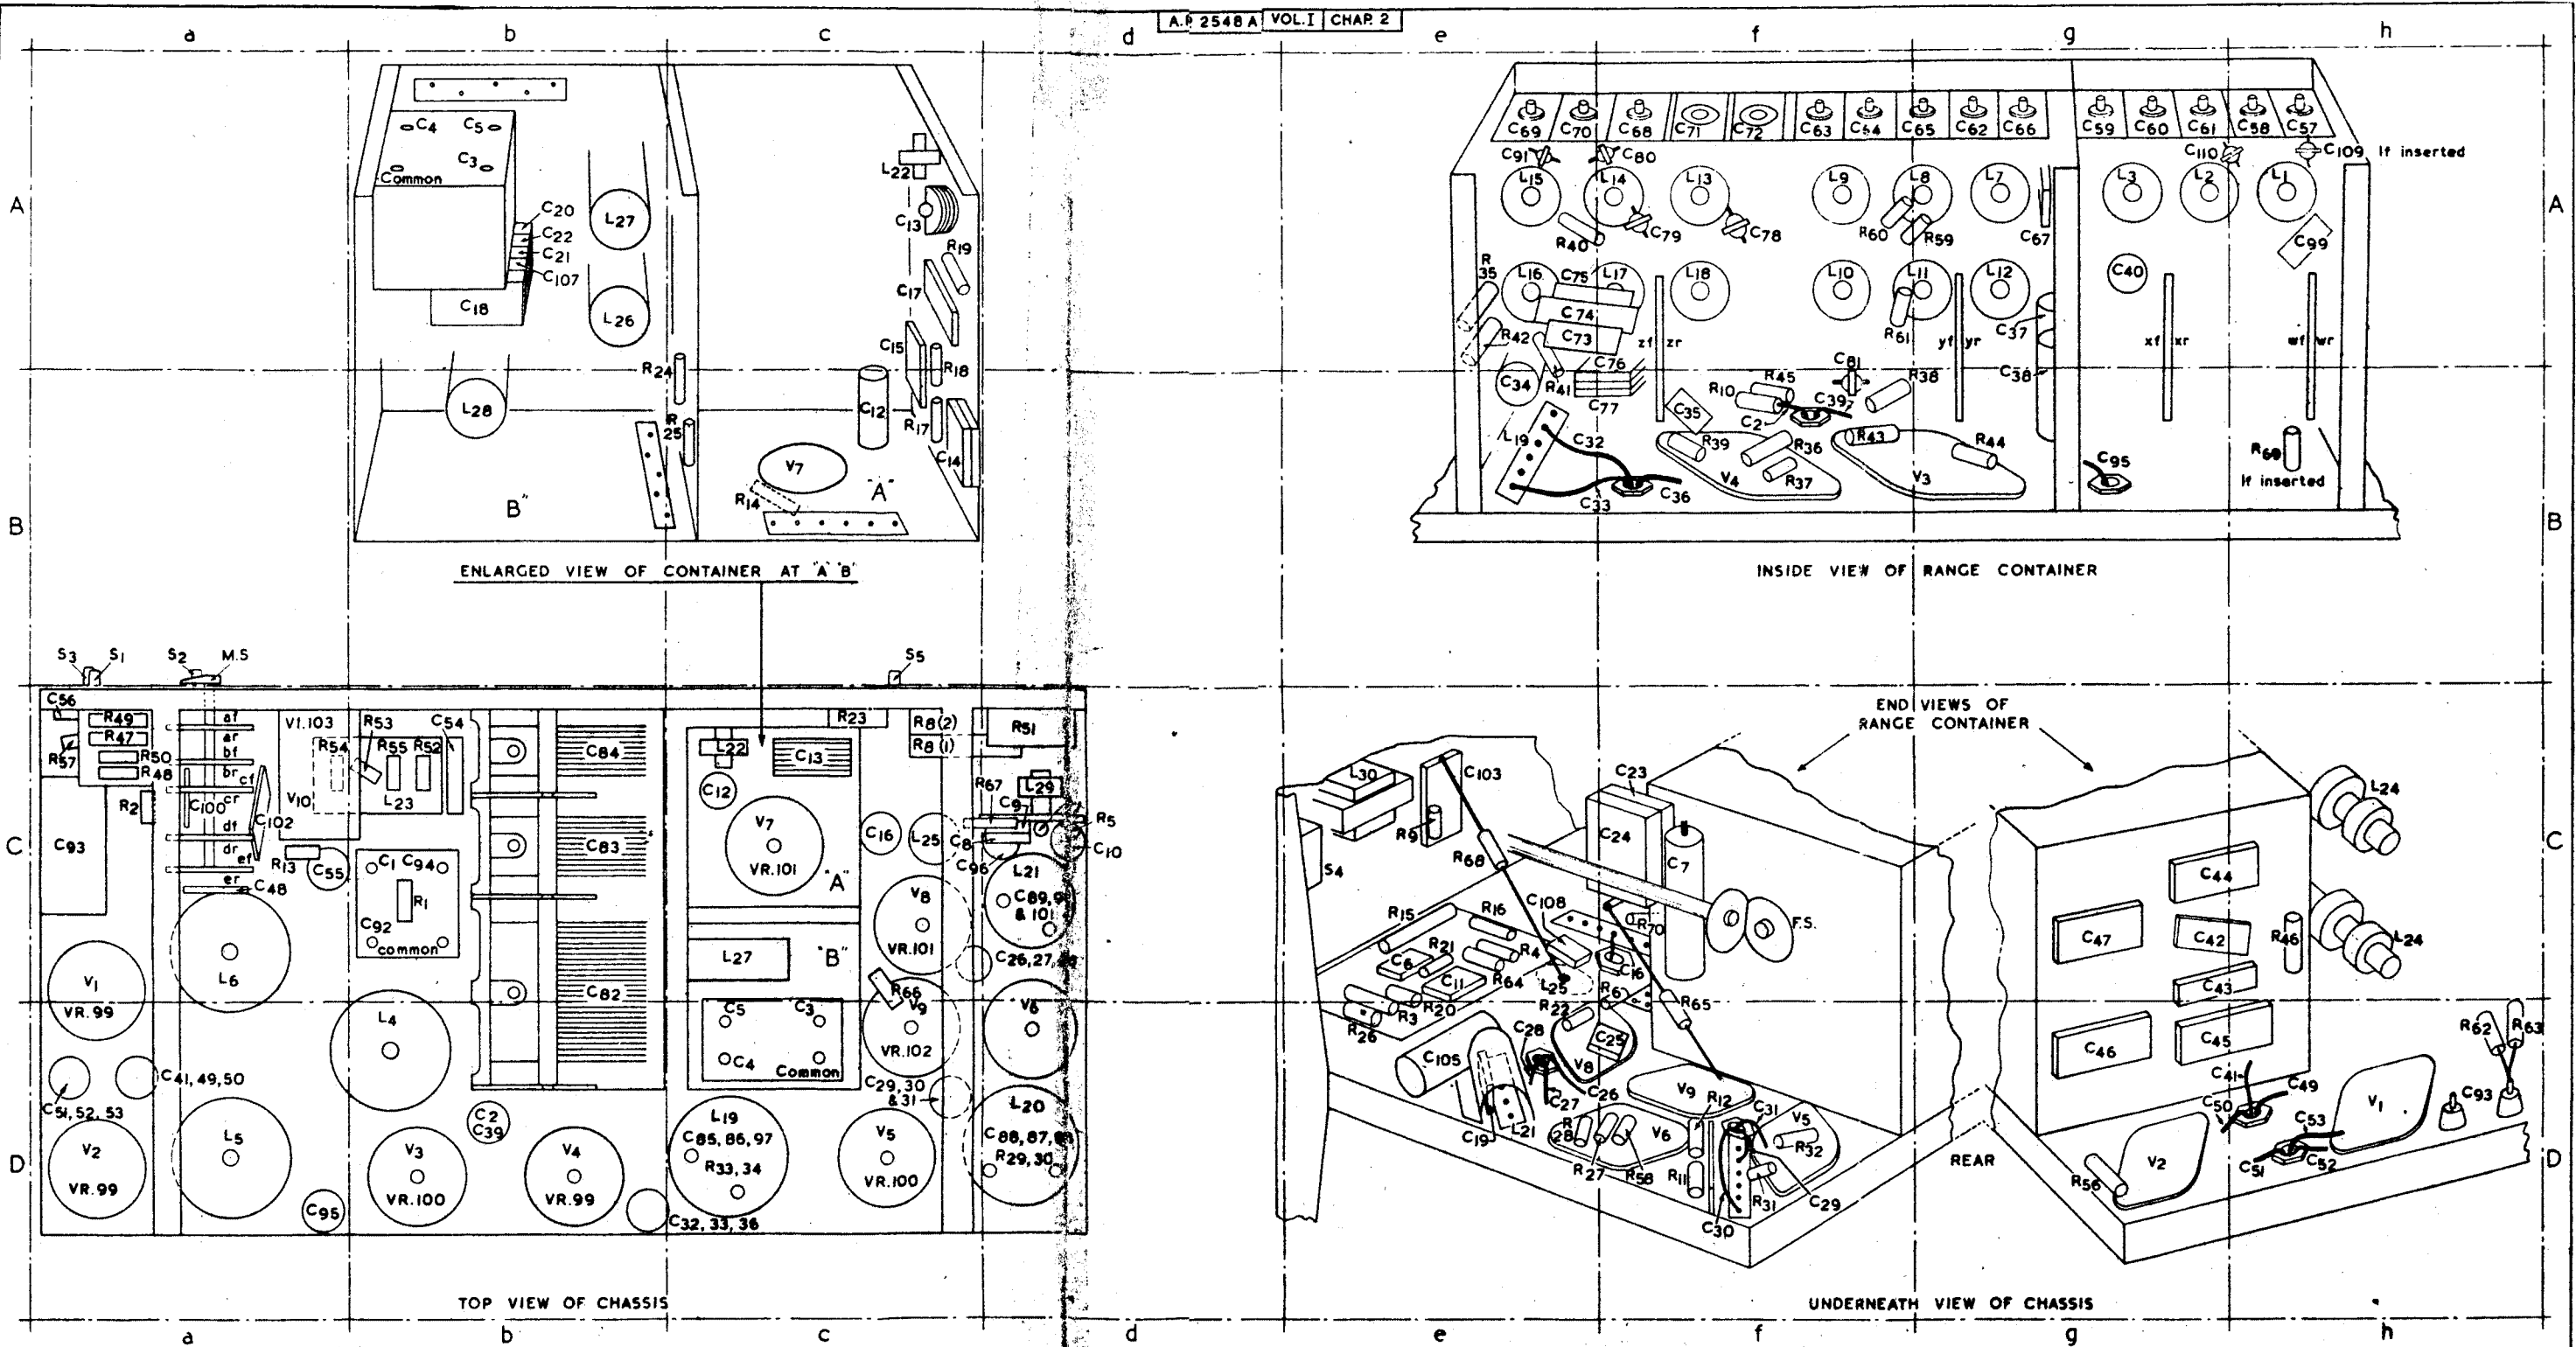 A.P. 2548 A VOL. I CHAP. 2
a b c d e f g h
A
B
C
D
C4 C5
C3
Common
C20
C22
C21
C107
C18
L27
L26
L28
R24
R25
L22
C13
R19
C17
C15
R18
C12
R17
C14
V7
R14
"A"
B"
ENLARGED VIEW OF CONTAINER AT "A" "B"
C69 C70 C68 C71 C72 C63 C64 C65 C62 C66 C59 C60 C61 C58 C57
C91 C80 C110 C109 If inserted
L15 L14 L13 L9 L8 L7 L3 L2 L1
R40 C79 C78 R60 R59 C67 C99
R35 L16 C75 L17 L18 L10 L11 L12 C40
C74
R42 C73 zf zr R61 yf yr C37 xf xr wf wr
C34 R41 C76 C77 C81 C38
R10 R45 C39 R38
C35 C2
L19 C32 R39 R36 R43 R44
C33 C36 V4 R37 V3 C95 R69
If inserted
INSIDE VIEW OF RANGE CONTAINER
S3 S1 S2 M.S S5
C56 R49 R47 R50 R48 R57
af
ar
bf
br
cf
cr
df
dr
ef
er
V1.103 R53 C54
R54 R55 R52
R2 C100 C102 V10 L23
C93 R13 C55 C48
C1 C94
R1
C92
common
C84
C83
C82
R23 R8(2) R51
R8(1)
L22 C13
C12 R67 L29
C9 R5
V7
VR.101
C16 L25 C8 C10
C96 L21
"A"
V8
VR.101
& 101
L27 "B" C26,27,
R66
V1
VR.99
L6
L4
C5 C3
C4 Common
V9
VR.102
V6
C41,49,50
C51,52,53
C29,30
& 31
V2
VR.99
L5
V3
VR.100
C2
C39
V4
VR.99
L19
C85,86,97
R33,34
V5
VR.100
L20
R29,30
C95 C32,33,36
TOP VIEW OF CHASSIS
END VIEWS OF
RANGE CONTAINER
L30 C103 C23
R9 R68 C24 C7
S4
R15 R16 C108 R70 F.S.
R21 R4
C6 C11 R64 L25 C16
R3 R20 R22 R6 R65
R26 C28 C25
C105 V8
C27 C26 V9 R12 C31 V5
C19 L21 R28 V6 R32
R27 R58 R11 R31 C29
C30
REAR
L24
C44
C47 C42 R46 L24
C43
C46 C45 R62 R63
C41 C49
C50 C53 V1 C93
C51 C52
R56 V2
UNDERNEATH VIEW OF CHASSIS
A
B
C
D
a b c d e f g h